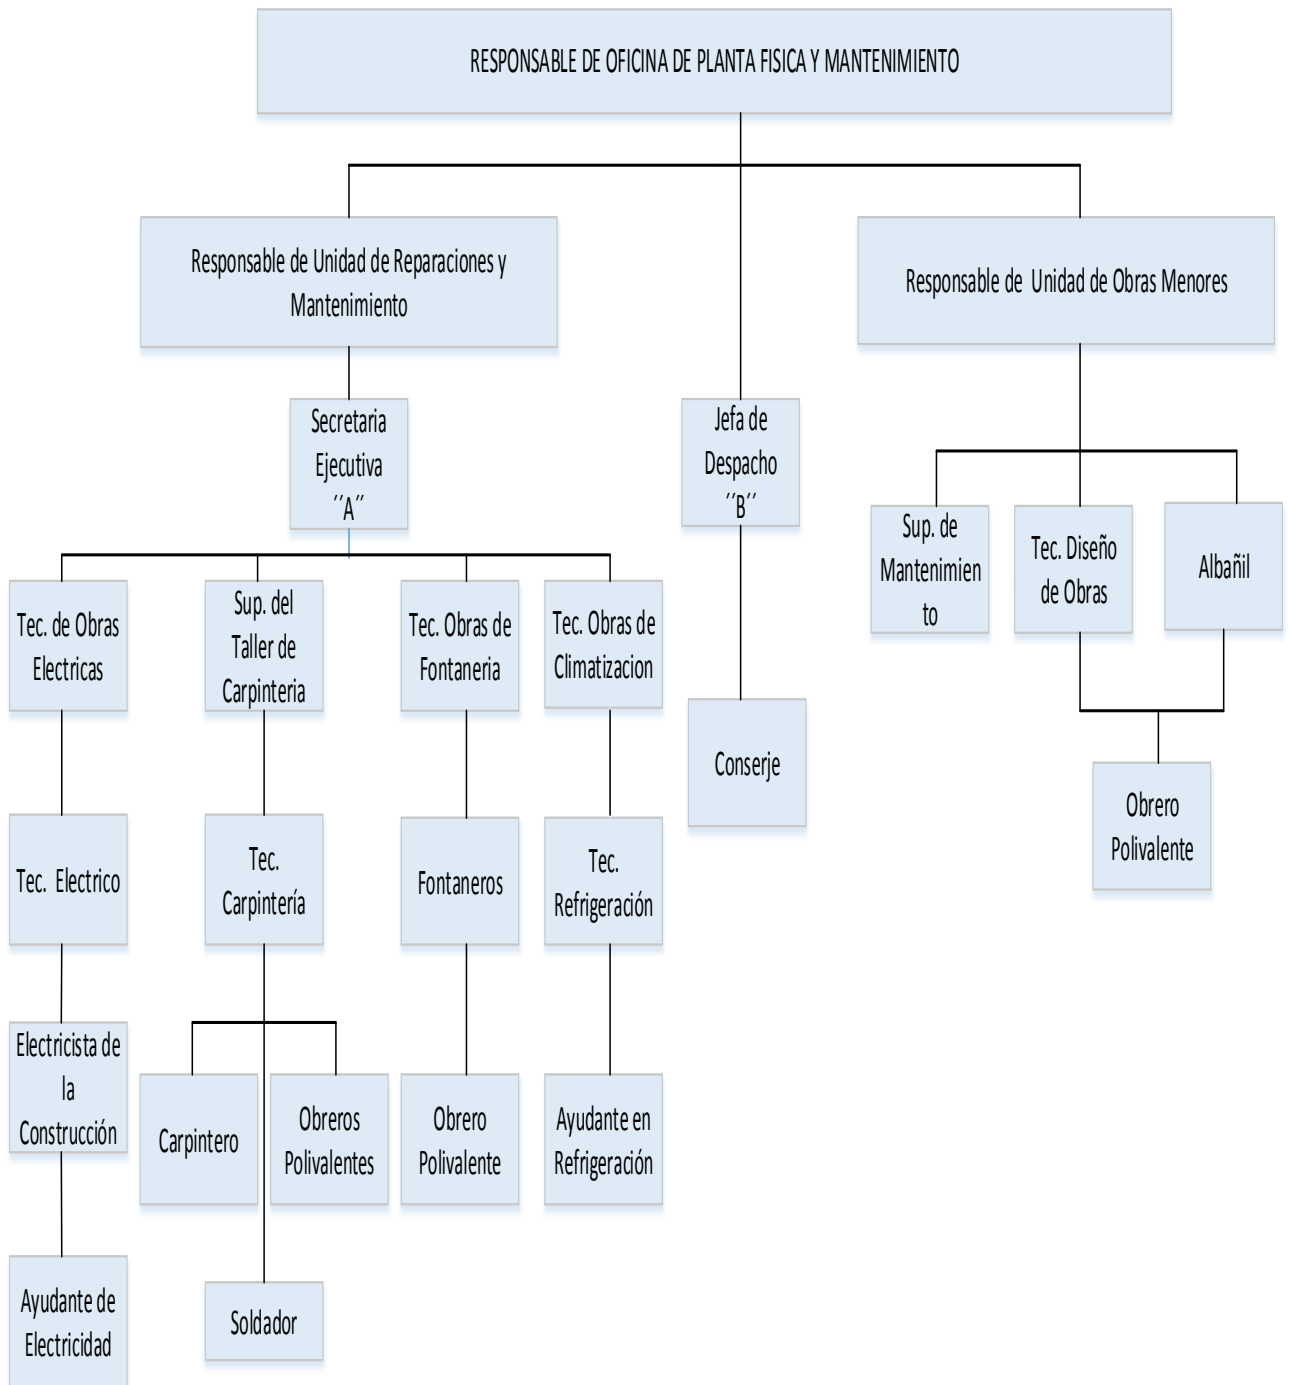 RESPONSABLE DE OFICINA DE PLANTA FISICA Y MANTENIMIENTO
Responsable de Unidad de Reparaciones y
Mantenimiento
Responsable de Unidad de Obras Menores
Secretaria
Ejecutiva
´´A´´
Jefa de
Despacho
´´B´´
Sup. de
Mantenimien
to
Tec. Diseño
de Obras
Albañil
Tec. de Obras
Electricas
Sup. del
Taller de
Carpinteria
Tec. Obras de
Fontaneria
Tec. Obras de
Climatizacion
Conserje
Obrero
Polivalente
Tec. Electrico
Tec.
Carpintería
Fontaneros
Tec.
Refrigeración
Electricista de
la
Construcción
Carpintero
Obreros
Polivalentes
Obrero
Polivalente
Ayudante en
Refrigeración
Ayudante de
Electricidad
Soldador